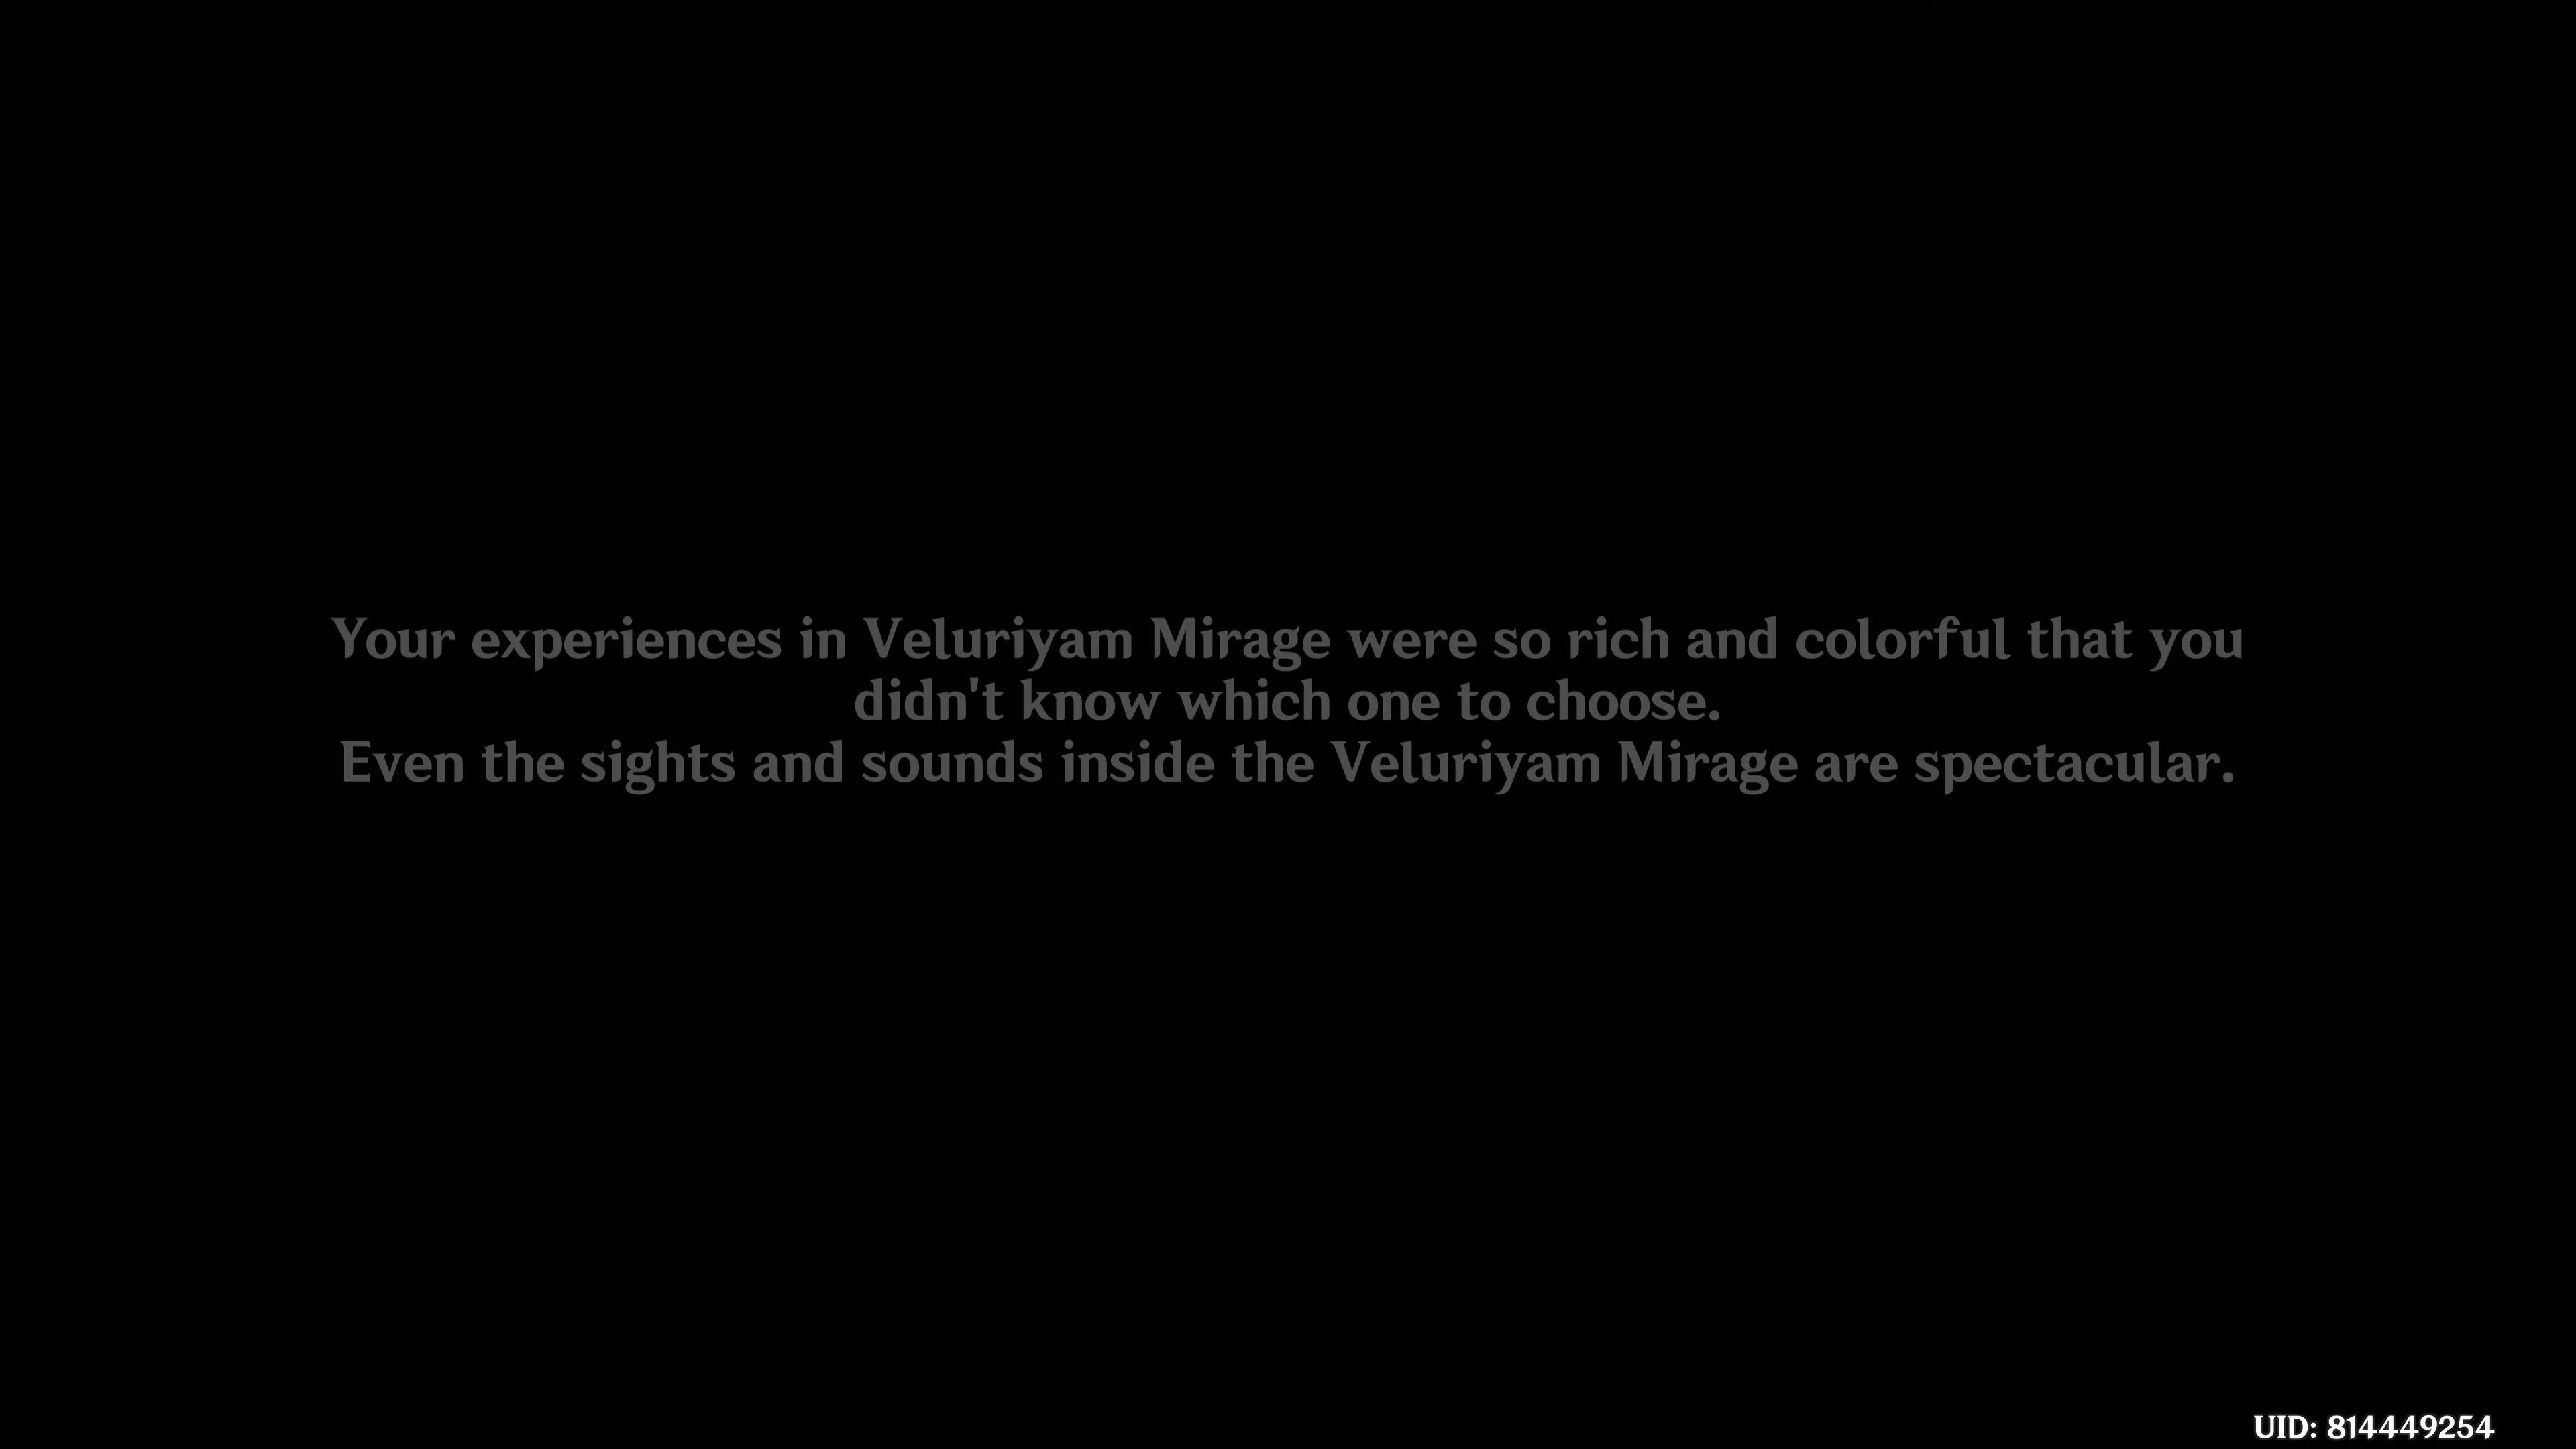 Your experiences in Veluriyam Mirage were so rich and colorful that you
didn't know which one to choose.
Even the sights and sounds inside the Veluriyam Mirage are spectacular.
UID: 814449254